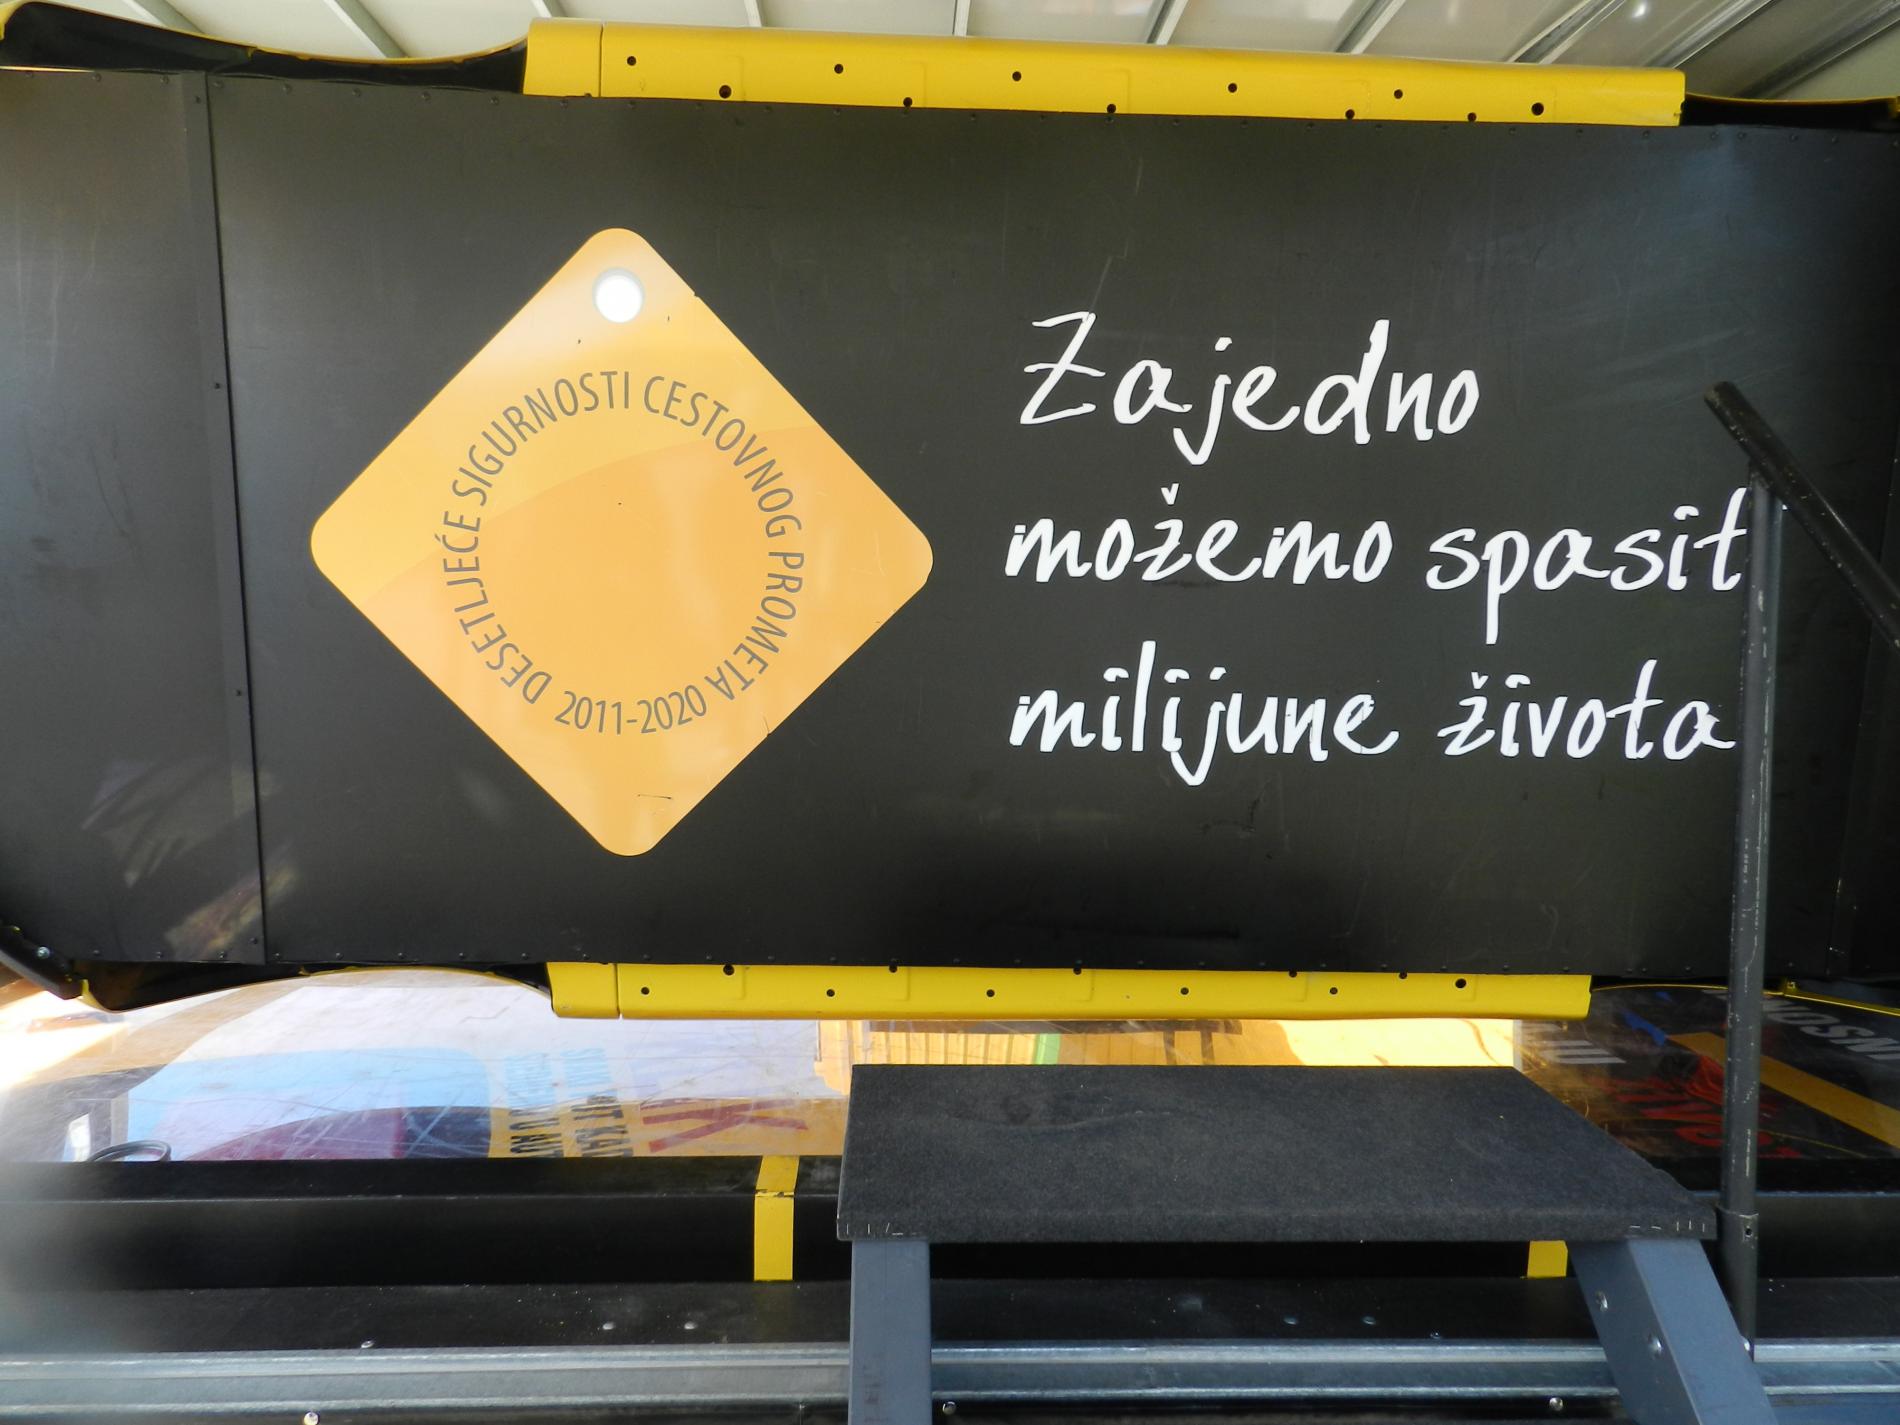 DESETLJEĆE SIGURNOSTI CESTOVNOG PROMETA
2011-2020
Zajedno
možemo spasit
milijune života